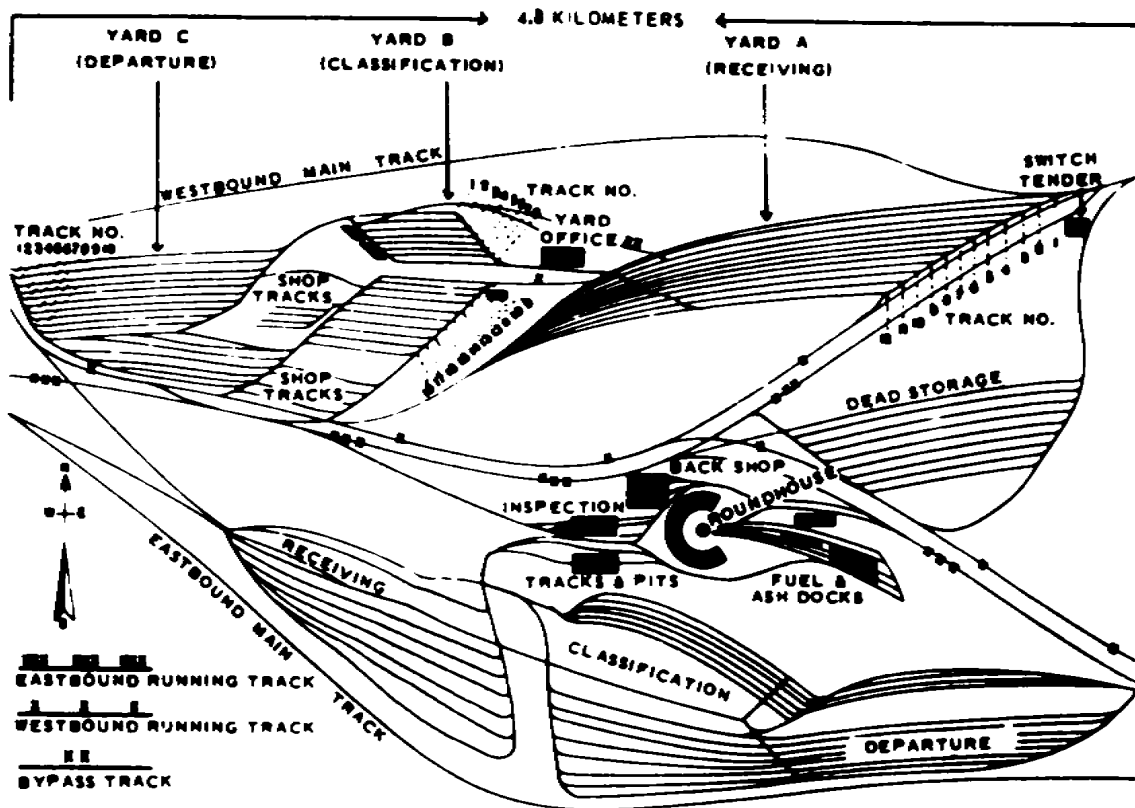 4.8 KILOMETERS
YARD C
(DEPARTURE)
YARD B
(CLASSIFICATION)
YARD A
(RECEIVING)
WESTBOUND MAIN TRACK
TRACK NO.
SWITCH
TENDER
YARD
OFFICE
TRACK NO.
12345678910
SHOP
TRACKS
TRACK NO.
SHOP
TRACKS
DEAD STORAGE
BACK SHOP
ROUNDHOUSE
INSPECTION
W E
TRACKS & PITS
FUEL &
ASH DOCKS
RECEIVING
EASTBOUND MAIN TRACK
CLASSIFICATION
DEPARTURE
EASTBOUND RUNNING TRACK
WESTBOUND RUNNING TRACK
BYPASS TRACK